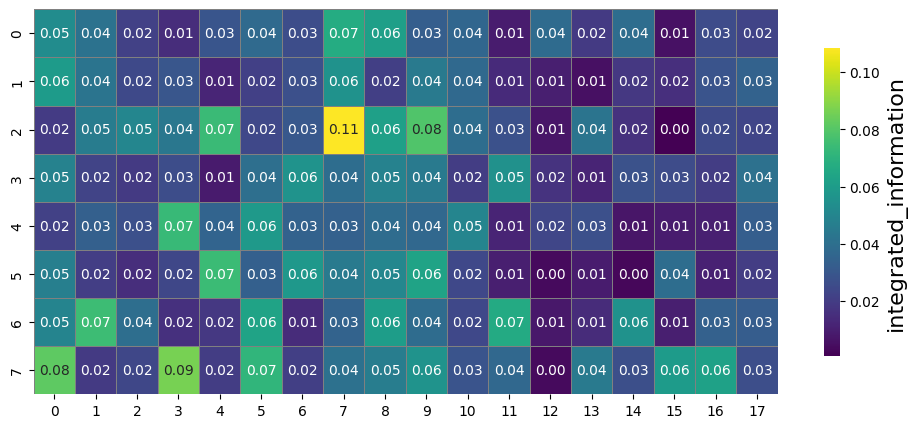 0 0.05 0.04 0.02 0.01 0.03 0.04 0.03 0.07 0.06 0.03 0.04 0.01 0.04 0.02 0.04 0.01 0.03 0.02
1 0.06 0.04 0.02 0.03 0.01 0.02 0.03 0.06 0.02 0.04 0.04 0.01 0.01 0.01 0.02 0.02 0.03 0.03
2 0.02 0.05 0.05 0.04 0.07 0.02 0.03 0.11 0.06 0.08 0.04 0.03 0.01 0.04 0.02 0.00 0.02 0.02
3 0.05 0.02 0.02 0.03 0.01 0.04 0.06 0.04 0.05 0.04 0.02 0.05 0.02 0.01 0.03 0.03 0.02 0.04
4 0.02 0.03 0.03 0.07 0.04 0.06 0.03 0.03 0.04 0.04 0.05 0.01 0.02 0.03 0.01 0.01 0.01 0.03
5 0.05 0.02 0.02 0.02 0.07 0.03 0.06 0.04 0.05 0.06 0.02 0.01 0.00 0.01 0.00 0.04 0.01 0.02
6 0.05 0.07 0.04 0.02 0.02 0.06 0.01 0.03 0.06 0.04 0.02 0.07 0.01 0.01 0.06 0.01 0.03 0.03
7 0.08 0.02 0.02 0.09 0.02 0.07 0.02 0.04 0.05 0.06 0.03 0.04 0.00 0.04 0.03 0.06 0.06 0.03
0 1 2 3 4 5 6 7 8 9 10 11 12 13 14 15 16 17
0.10
0.08
0.06
0.04
0.02
integrated_information